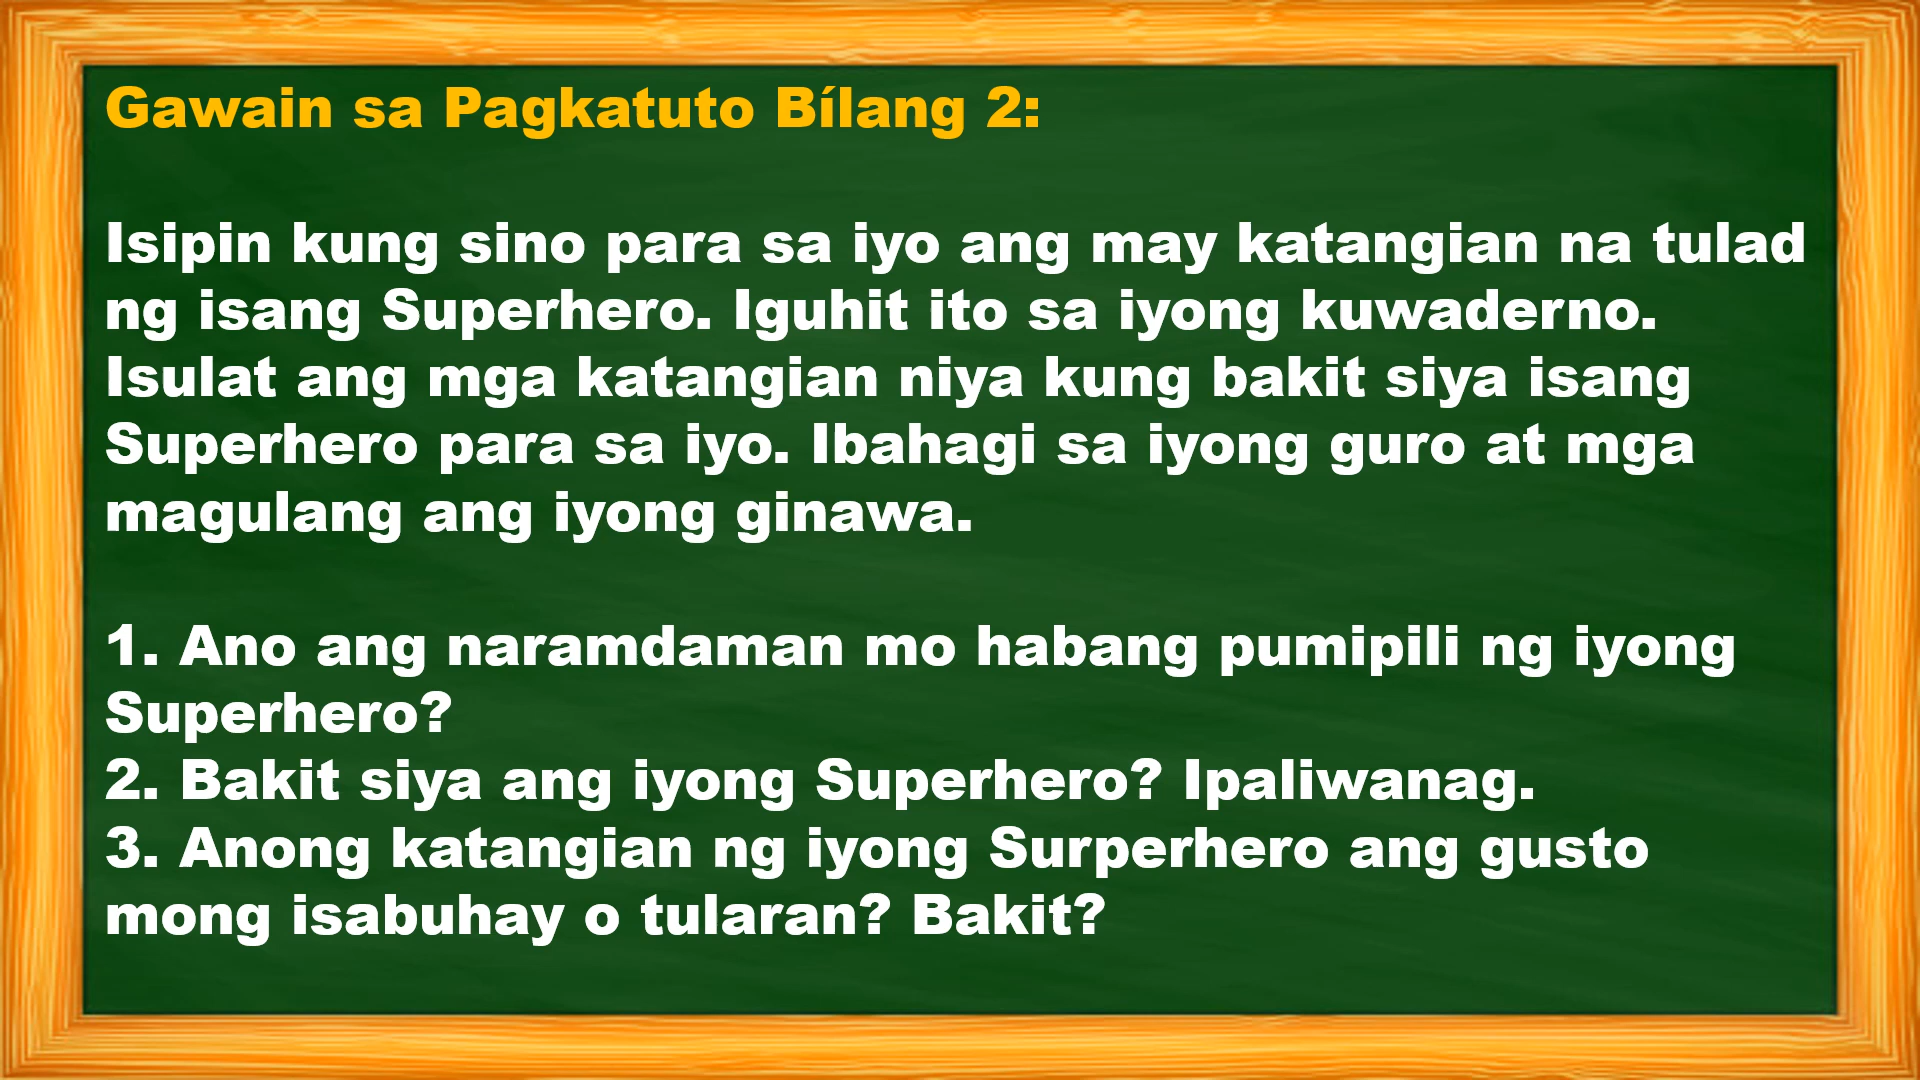 Gawain sa Pagkatuto Bílang 2:
Isipin kung sino para sa iyo ang may katangian na tulad
ng isang Superhero. Iguhit ito sa iyong kuwaderno.
Isulat ang mga katangian niya kung bakit siya isang
Superhero para sa iyo. Ibahagi sa iyong guro at mga
magulang ang iyong ginawa.
1. Ano ang naramdaman mo habang pumipili ng iyong
Superhero?
2. Bakit siya ang iyong Superhero? Ipaliwanag.
3. Anong katangian ng iyong Surperhero ang gusto
mong isabuhay o tularan? Bakit?